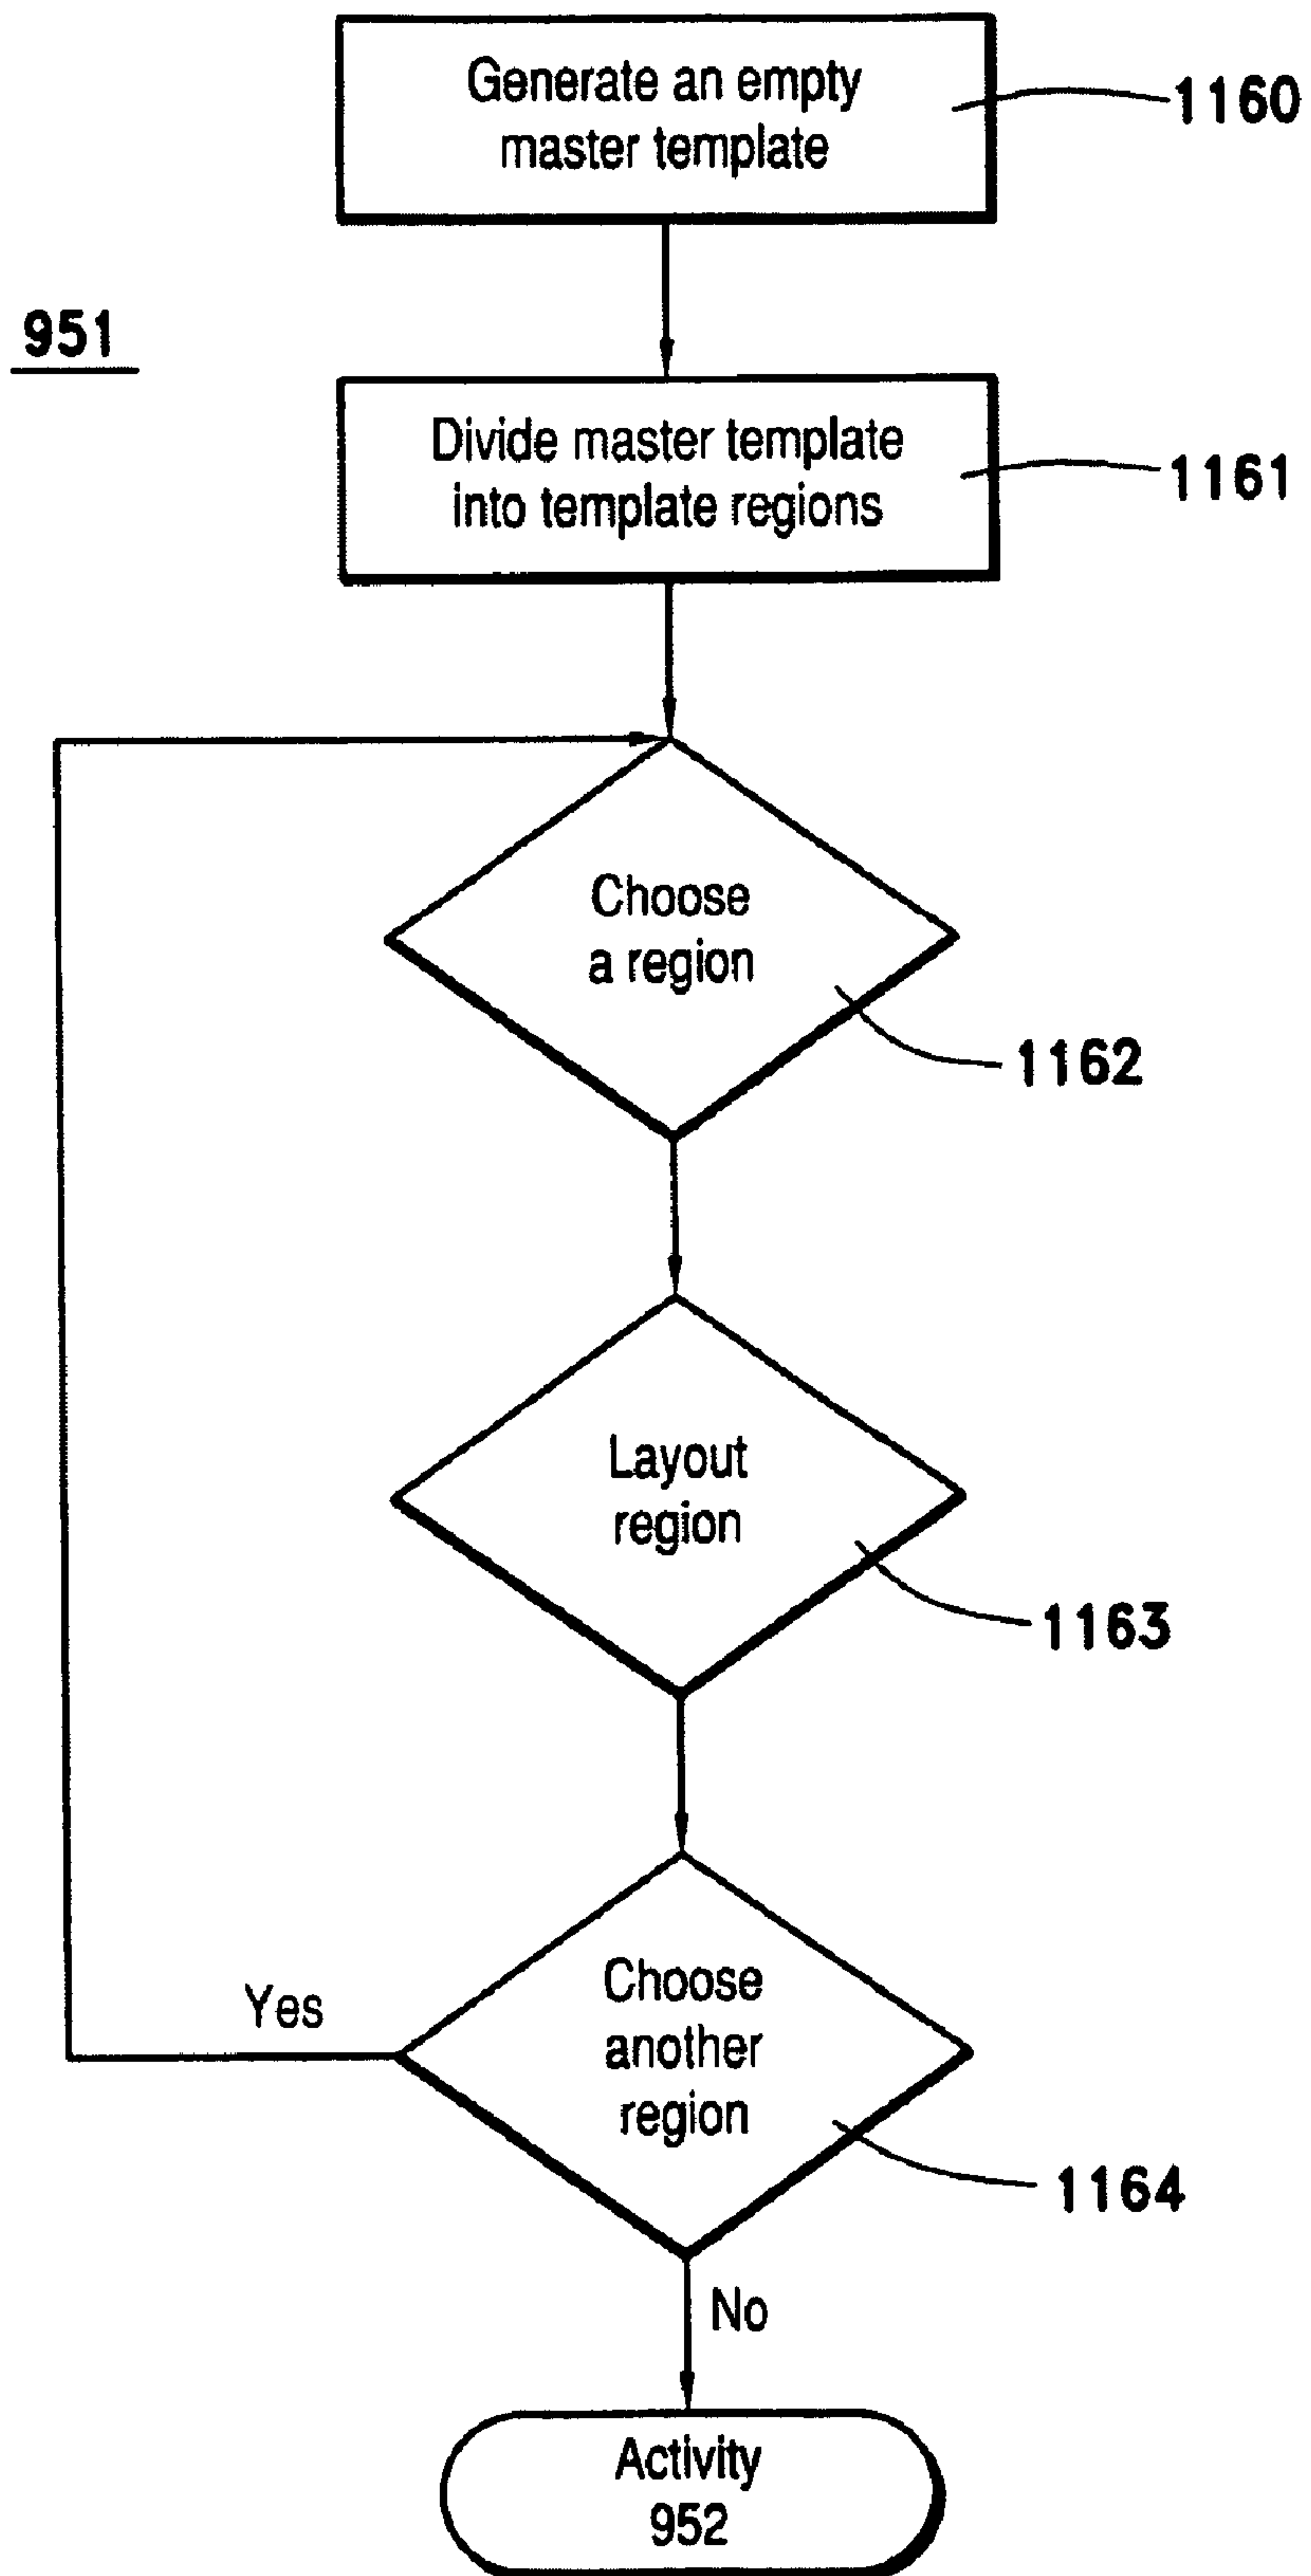 Generate an empty
master template
1160
951
Divide master template
into template regions
1161
Choose
a region
1162
Layout
region
1163
Choose
another
region
Yes
1164
No
Activity
952